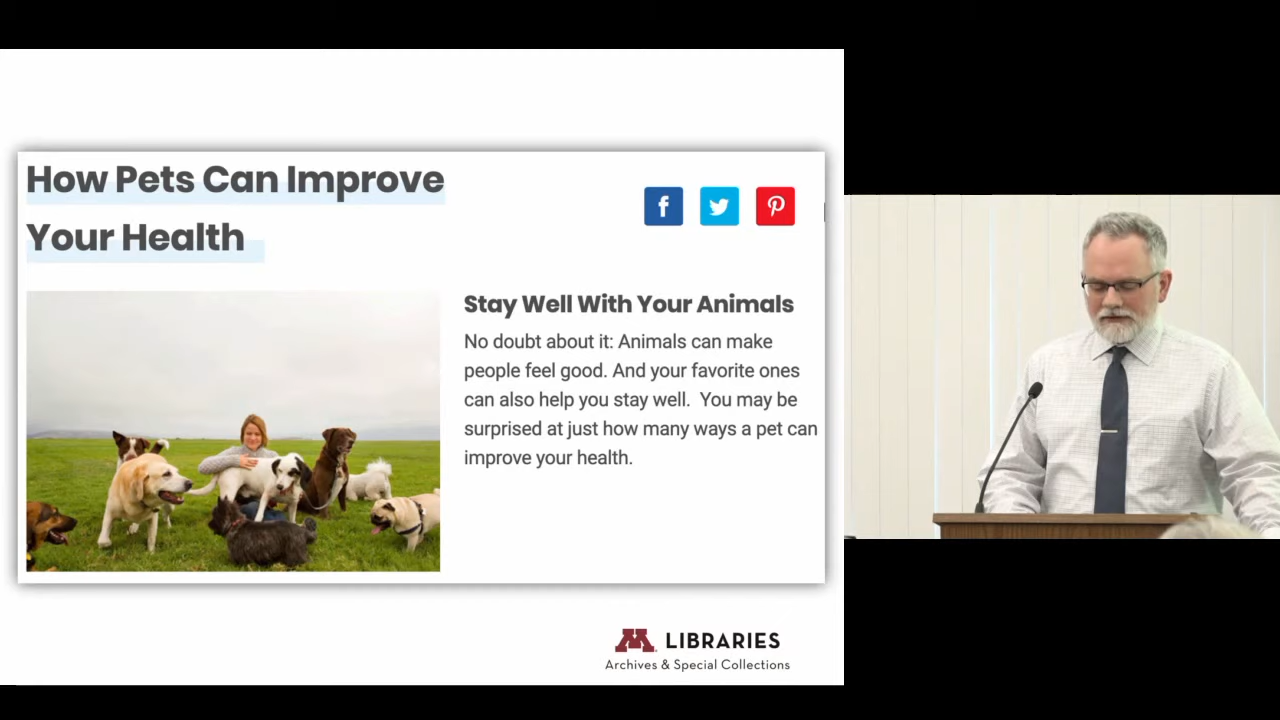 How Pets Can Improve
Your Health
Stay Well With Your Animals
No doubt about it: Animals can make
people feel good. And your favorite ones
can also help you stay well. You may be
surprised at just how many ways a pet can
improve your health.
LIBRARIES
Archives & Special Collections